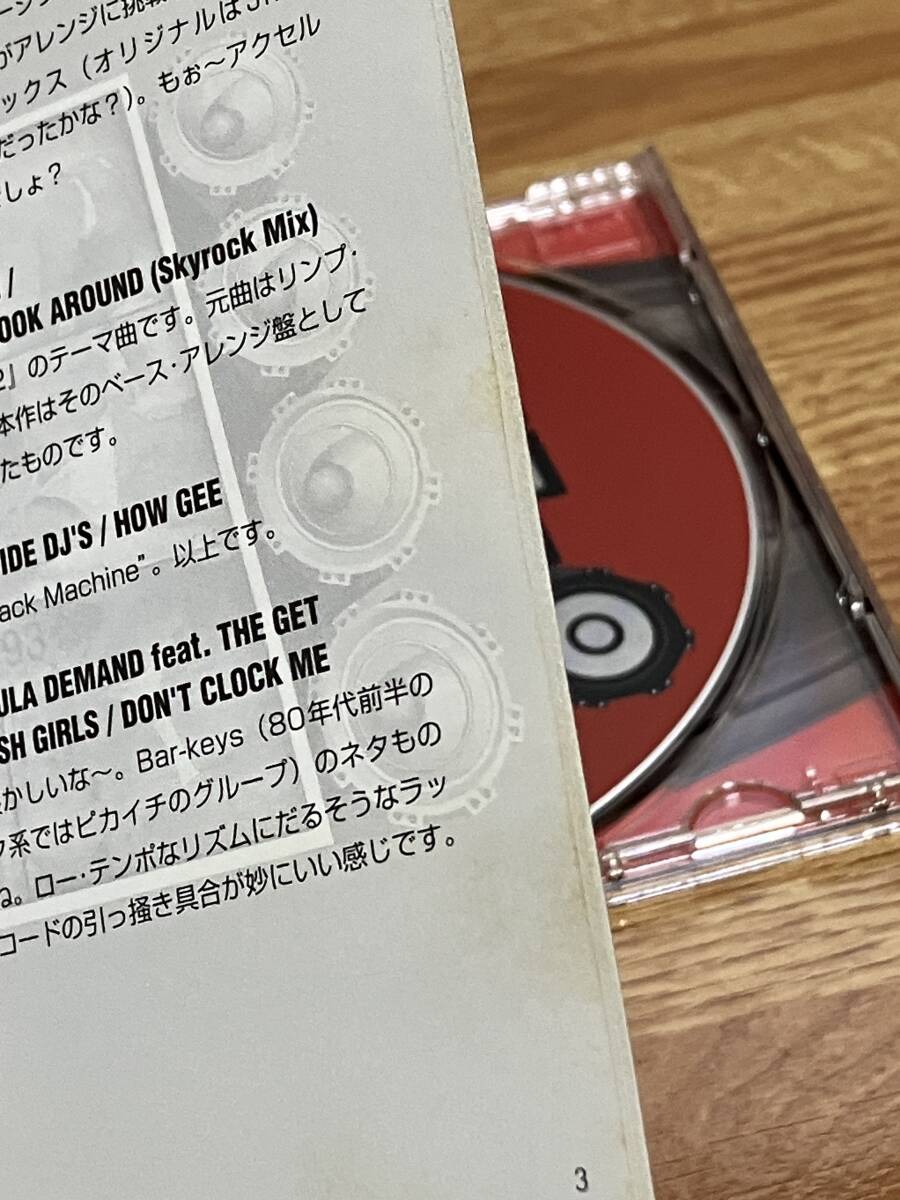 がアレンジに挑戦
ックス（オリジナルは
だったかな？）。もぉ〜アクセル
でしょ？
/
OOK AROUND (Skyrock Mix)
2』のテーマ曲です。元曲はリンプ・
本作はそのベース・アレンジ盤として
たものです。
IDE DJ'S / HOW GEE
ack Machine”。以上です。
93
ULA DEMAND feat. THE GET
SH GIRLS / DON'T CLOCK ME
かしいな〜。Bar-keys（80年代前半の
ク系ではピカイチのグループ）のネタもの
ね。ロー・テンポなリズムにだるそうなラッ
コードの引っ掻き具合が妙にいい感じです。
3